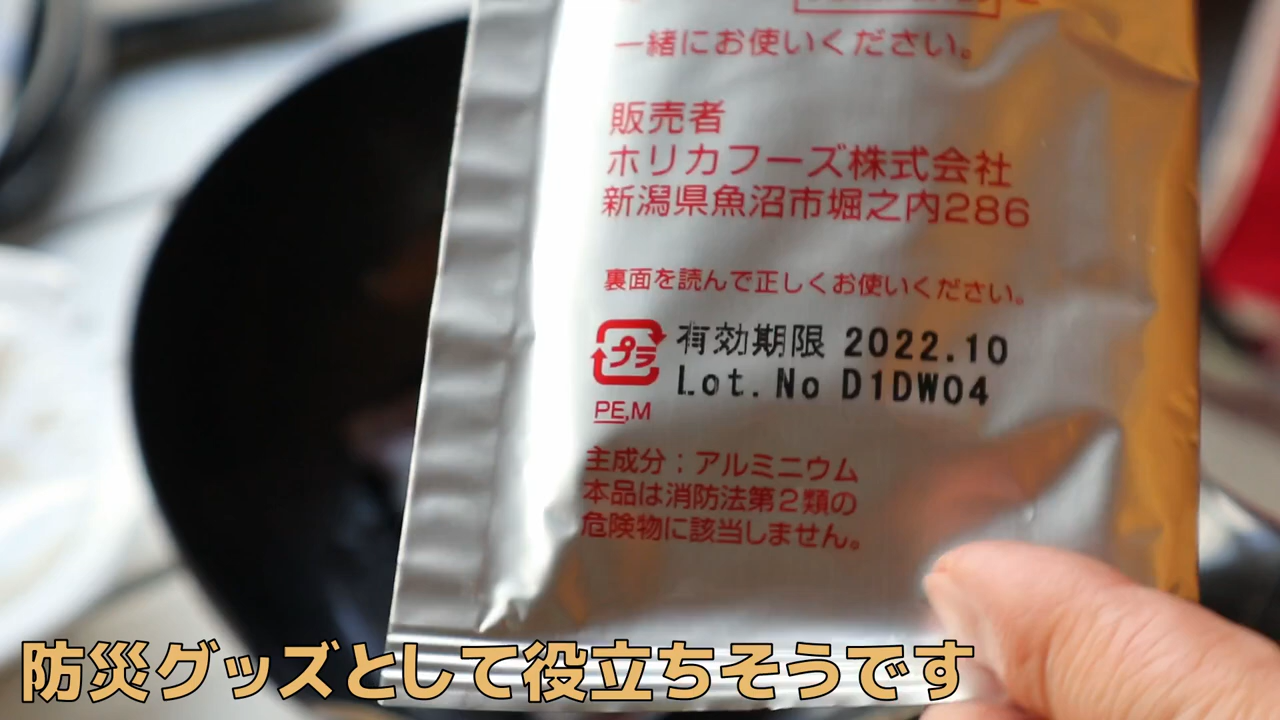 一緒にお使いください。
販売者
ホリカフーズ株式会社
新潟県魚沼市堀之内286
裏面を読んで正しくお使いください。
プラ
有効期限 2022.10
Lot.No D1DW04
PE,M
主成分：アルミニウム
本品は消防法第2類の
危険物に該当しません。
防災グッズとして役立ちそうです